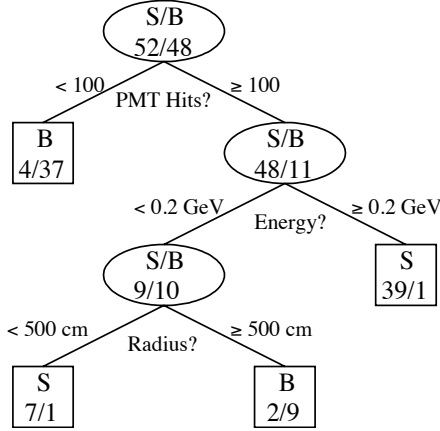 S/B
52/48
< 100
≥ 100
PMT Hits?
B
4/37
S/B
48/11
< 0.2 GeV
≥ 0.2 GeV
Energy?
S/B
9/10
S
39/1
< 500 cm
≥ 500 cm
Radius?
S
7/1
B
2/9